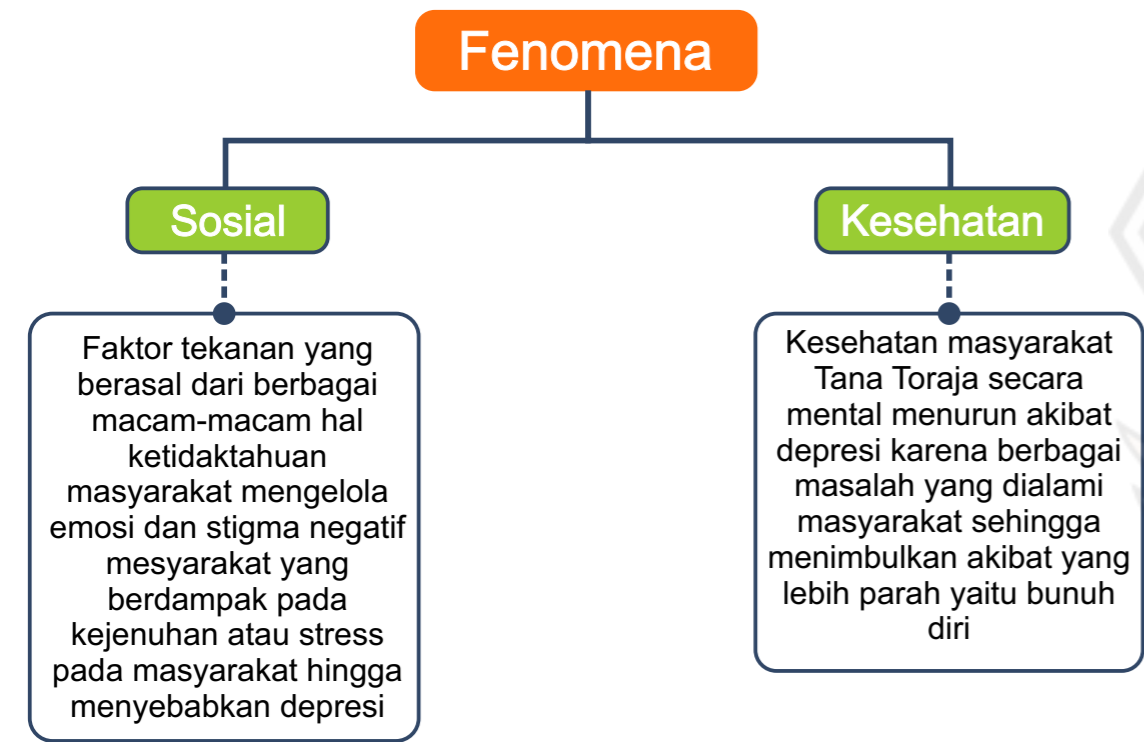 Fenomena
Sosial
Faktor tekanan yang
berasal dari berbagai
macam-macam hal
ketidaktahuan
masyarakat mengelola
emosi dan stigma negatif
mesyarakat yang
berdampak pada
kejenuhan atau stress
pada masyarakat hingga
menyebabkan depresi
Kesehatan
Kesehatan masyarakat
Tana Toraja secara
mental menurun akibat
depresi karena berbagai
masalah yang dialami
masyarakat sehingga
menimbulkan akibat yang
lebih parah yaitu bunuh
diri